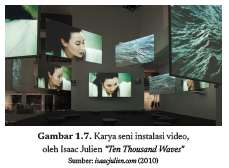 Gambar 1.7. Karya seni instalasi video,
oleh Isaac Julien "Ten Thousand Waves"
Sumber: isaacjulien.com (2010)